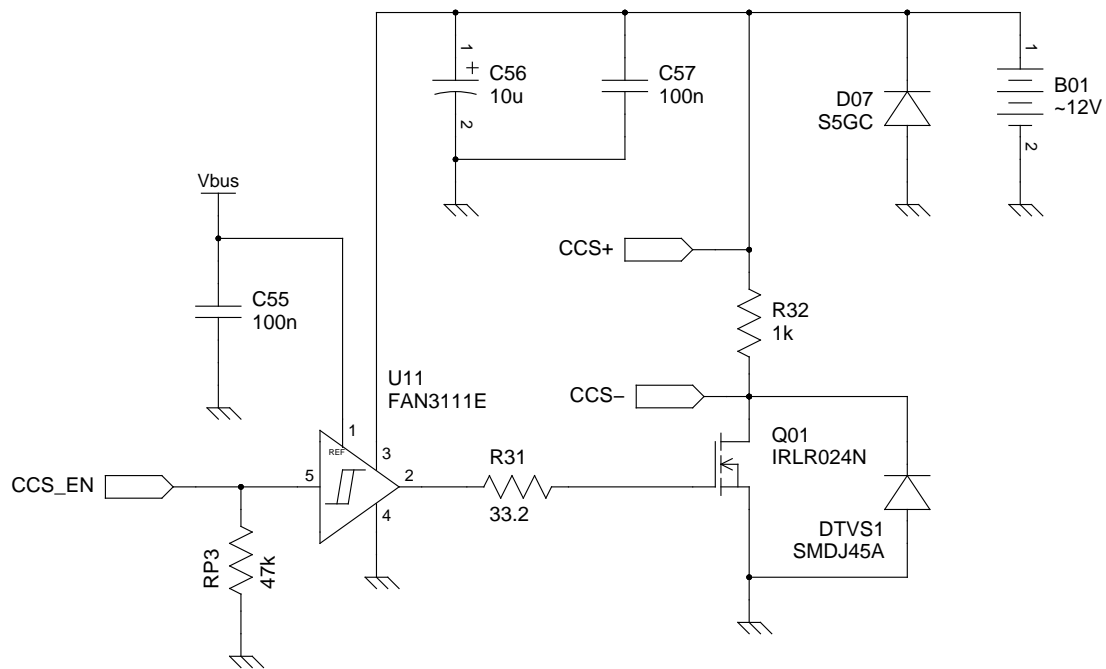 1
+
2
C56
10u
C57
100n
D07
S5GC
1
2
B01
~12V
Vbus
C55
100n
CCS+
R32
1k
CCS−
U11
FAN3111E
1
REF
3
2
5
4
CCS_EN
RP3
47k
R31
33.2
Q01
IRLR024N
DTVS1
SMDJ45A